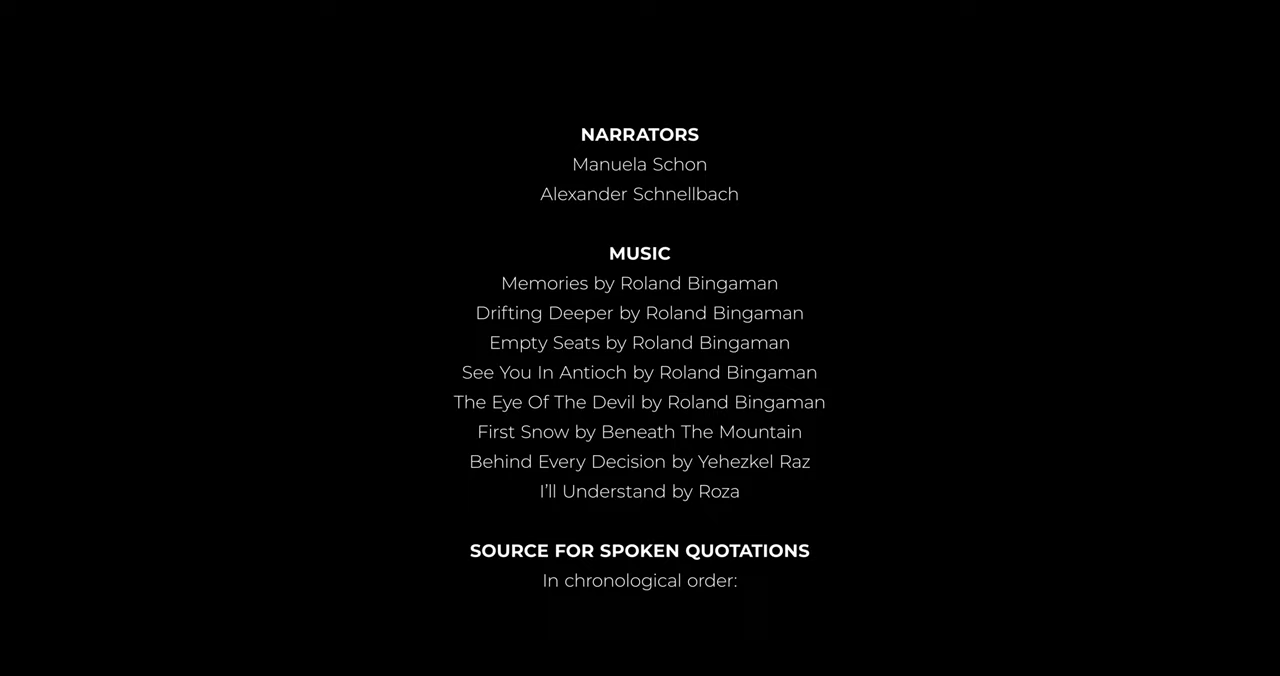 NARRATORS
Manuela Schon
Alexander Schnellbach
MUSIC
Memories by Roland Bingaman
Drifting Deeper by Roland Bingaman
Empty Seats by Roland Bingaman
See You In Antioch by Roland Bingaman
The Eye Of The Devil by Roland Bingaman
First Snow by Beneath The Mountain
Behind Every Decision by Yehezkel Raz
I’ll Understand by Roza
SOURCE FOR SPOKEN QUOTATIONS
In chronological order: